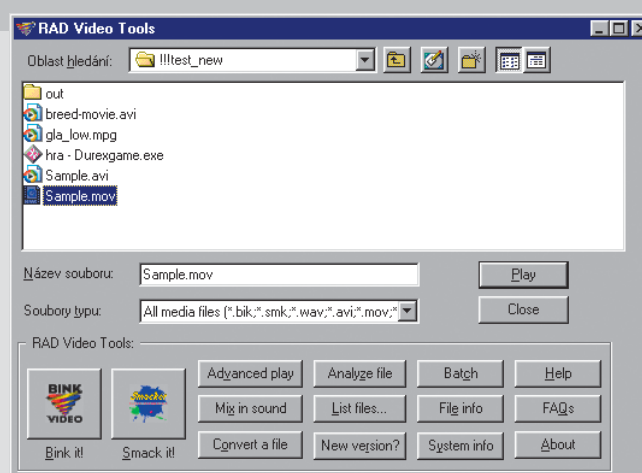 RAD Video Tools
Oblast hledání: !!!test_new
out
breed-movie.avi
gla_low.mpg
hra - Durexgame.exe
Sample.avi
Sample.mov
Název souboru: Sample.mov Play
Soubory typu: All media files (*.bik;*.smk;*.wav;*.avi;*.mov;* Close
RAD Video Tools:
BINK VIDEO Smacker Advanced play Analyze file Batch Help
Mix in sound List files... File info FAQs
Bink it! Smack it! Convert a file New version? System info About